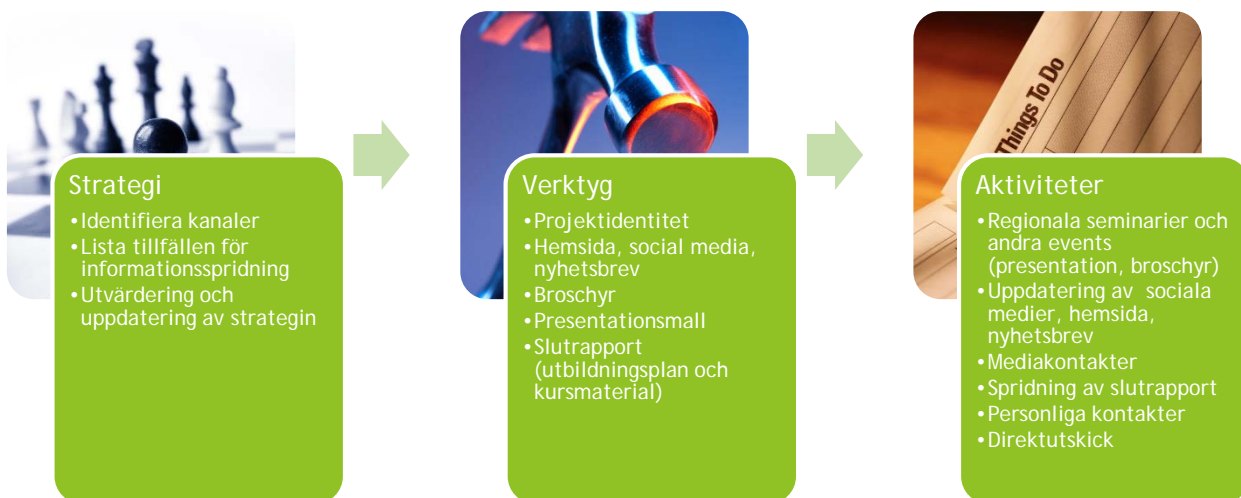 Strategi
•Identifiera kanaler
•Lista tillfällen för
informationsspridning
•Utvärdering och
uppdatering av strategin
Verktyg
•Projektidentitet
•Hemsida, social media,
nyhetsbrev
•Broschyr
•Presentationsmall
•Slutrapport
(utbildningsplan och
kursmaterial)
Things To Do
Aktiviteter
•Regionala seminarier och
andra events
(presentation, broschyr)
•Uppdatering av  sociala
medier, hemsida,
nyhetsbrev
•Mediakontakter
•Spridning av slutrapport
•Personliga kontakter
•Direktutskick